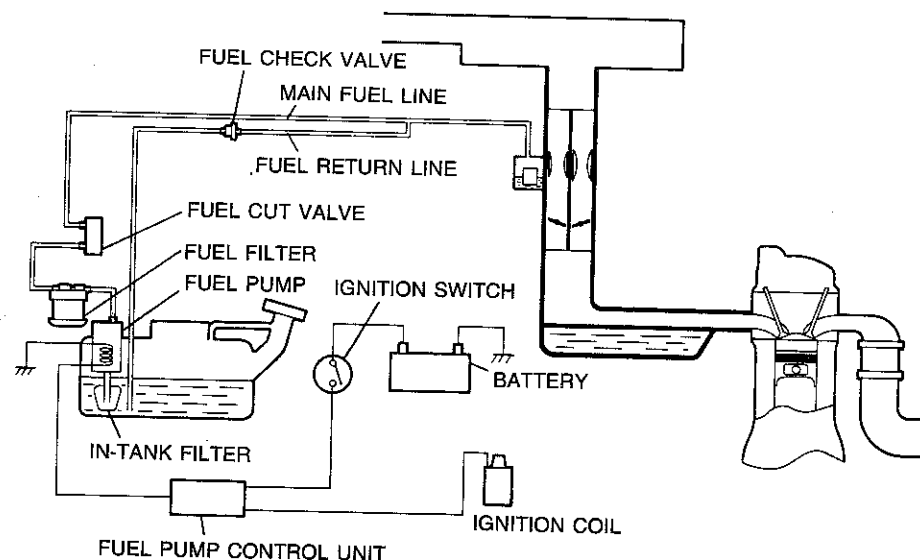 FUEL CHECK VALVE
MAIN FUEL LINE
FUEL RETURN LINE
FUEL CUT VALVE
FUEL FILTER
FUEL PUMP
IGNITION SWITCH
BATTERY
IN-TANK FILTER
IGNITION COIL
FUEL PUMP CONTROL UNIT